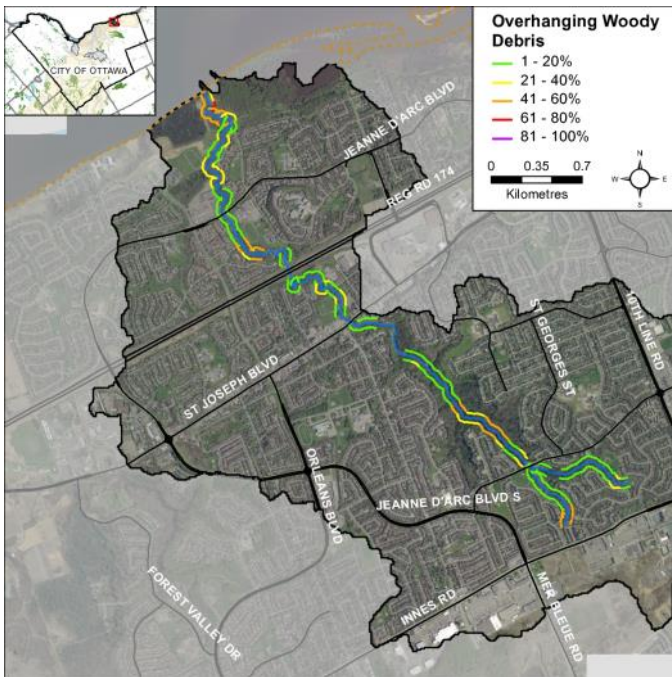 CITY OF OTTAWA
Overhanging Woody
Debris
1 - 20%
21 - 40%
41 - 60%
61 - 80%
81 - 100%
0 0.35 0.7
Kilometres
N
W E
S
JEANNE D'ARC BLVD
REG RD 174
ST GEORGES ST
10TH LINE RD
ST JOSEPH BLVD
ORLEANS BLVD
JEANNE D'ARC BLVD S
FOREST VALLEY DR
INNES RD
MER BLEUE RD